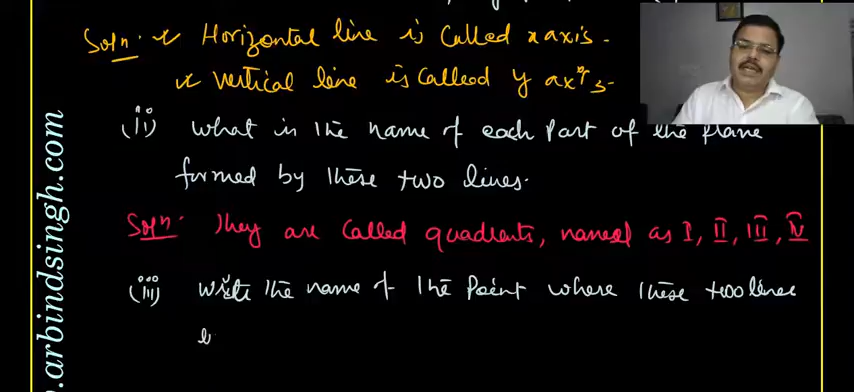 Soln: * Horizontal line is called x axis.
* Vertical line is called y axis.
(ii) What is the name of each part of the plane
formed by these two lines.
Soln: They are called quadrants, named as I, II, III, IV
(iii) Write the name of the point where these two lines
o.arbindsingh.com